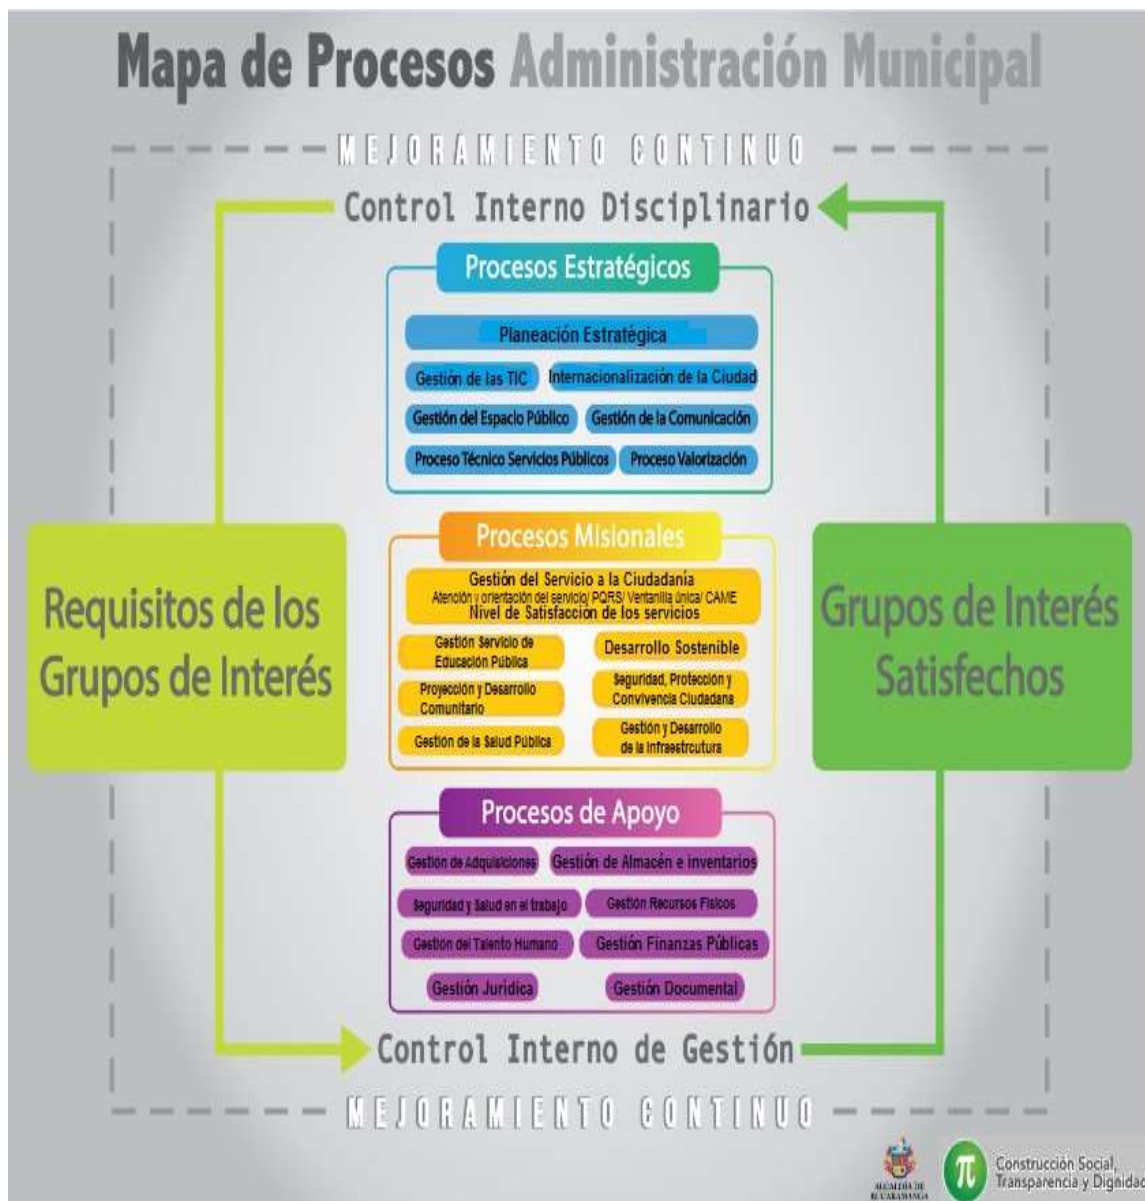 Mapa de Procesos Administración Municipal
MEJORAMIENTO CONTINUO
Control Interno Disciplinario
Procesos Estratégicos
Planeación Estratégica
Gestión de las TIC
Internacionalización de la Ciudad
Gestión del Espacio Público
Gestión de la Comunicación
Proceso Técnico Servicios Públicos
Proceso Valorización
Requisitos de los
Grupos de Interés
Procesos Misionales
Gestión del Servicio a la Ciudadanía
Atención y orientación del servicio/ PQRS/ Ventanilla única/ CAME
Nivel de Satisfacción de los servicios
Gestión Servicio de
Educación Pública
Desarrollo Sostenible
Proyección y Desarrollo
Comunitario
Seguridad, Protección y
Convivencia Ciudadana
Gestión de la Salud Pública
Gestión y Desarrollo
de la Infraestrcutura
Grupos de Interés
Satisfechos
Procesos de Apoyo
Gestión de Adquisiciones
Gestión de Almacén e inventarios
Seguridad y Salud en el trabajo
Gestión Recursos Físicos
Gestión del Talento Humano
Gestión Finanzas Públicas
Gestión Jurídica
Gestión Documental
Control Interno de Gestión
MEJORAMIENTO CONTINUO
ALCALDÍA DE
BUCARAMANGA
π
Construcción Social,
Transparencia y Dignidad